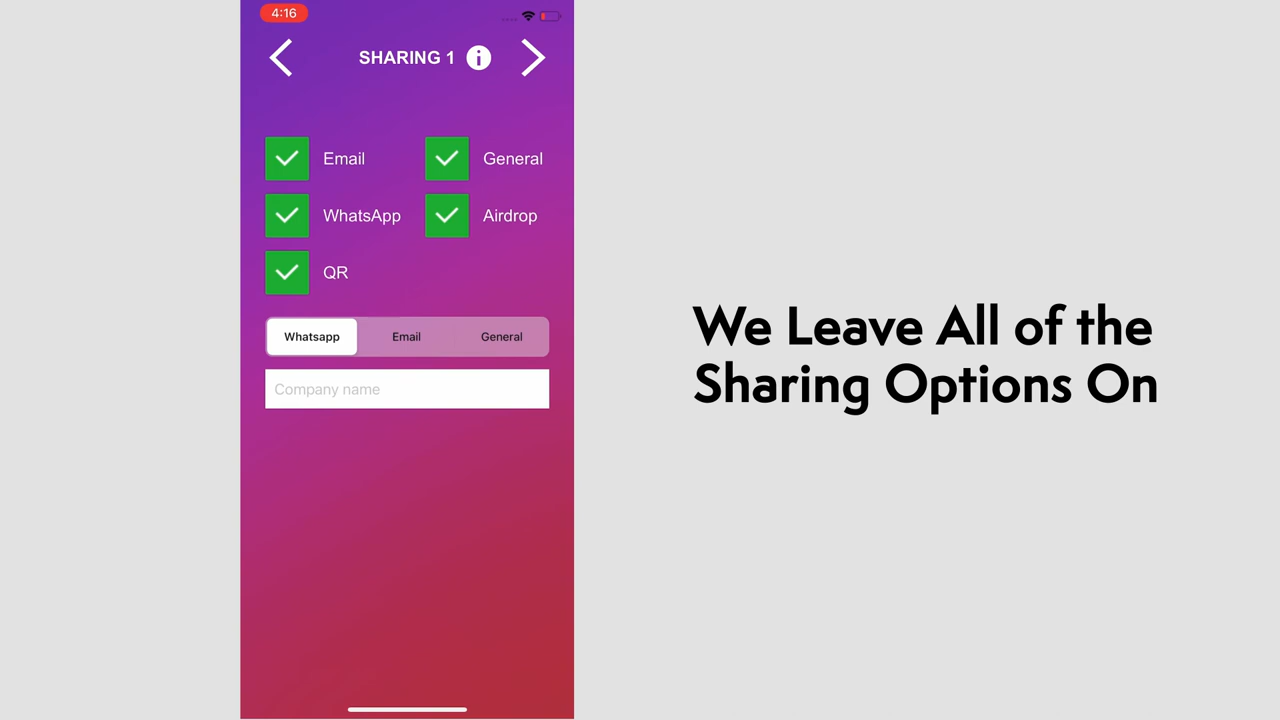 4:16
SHARING 1
Email General
WhatsApp Airdrop
QR
Whatsapp Email General
Company name
We Leave All of the
Sharing Options On